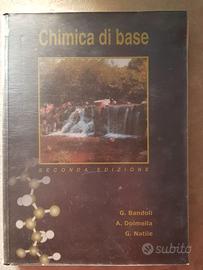 Chimica di base
SECONDA EDIZIONE
G. Bandoli
A. Dolmella
G. Natile
subito